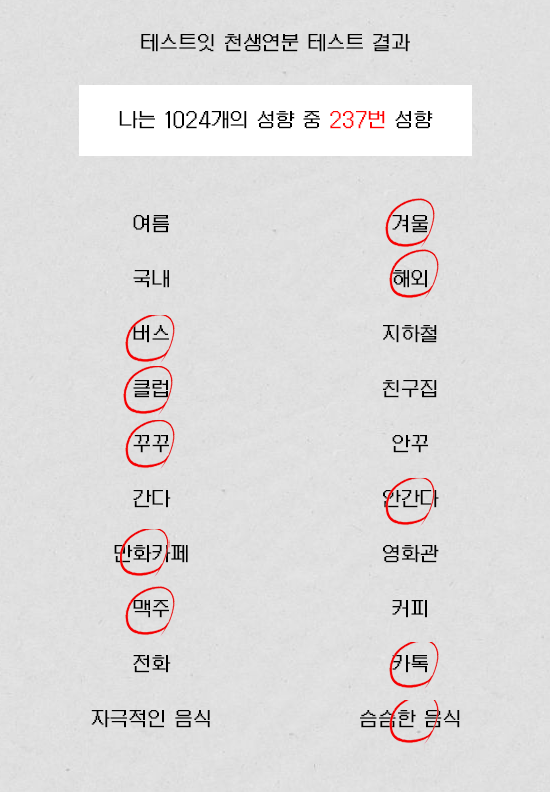 테스트잇 천생연분 테스트 결과
나는 1024개의 성향 중 237번 성향
여름 겨울
국내 해외
버스 지하철
클럽 친구집
꾸꾸 안꾸
간다 안간다
만화카페 영화관
맥주 커피
전화 카톡
자극적인 음식 슴슴한 음식